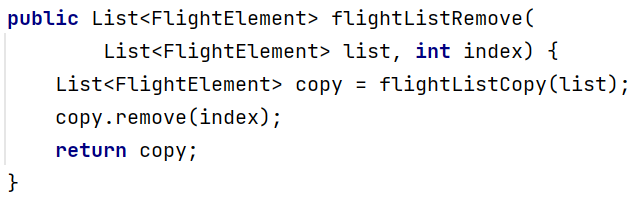 public List<FlightElement> flightListRemove(
        List<FlightElement> list, int index) {
    List<FlightElement> copy = flightListCopy(list);
    copy.remove(index);
    return copy;
}